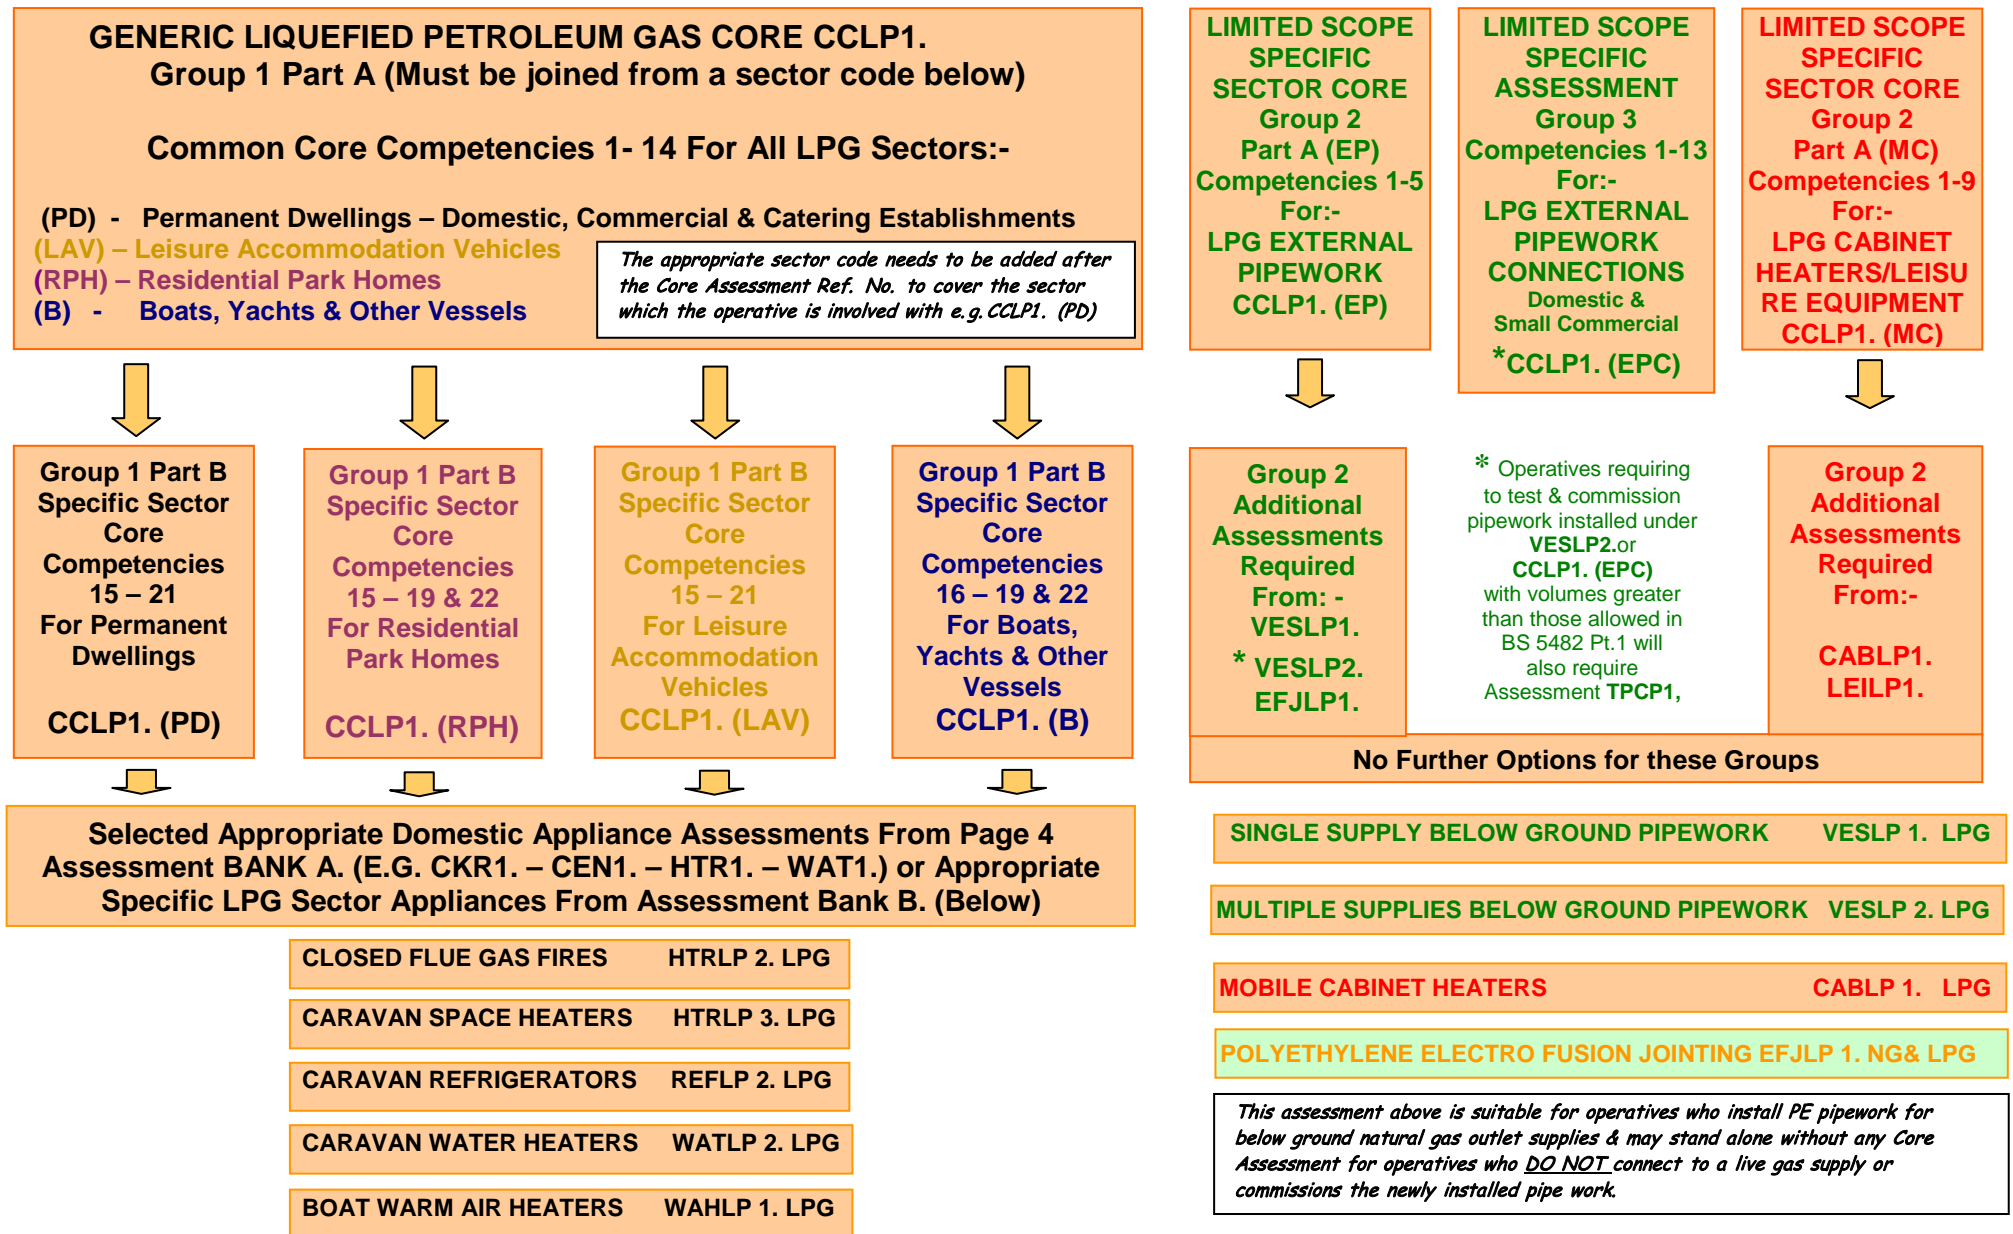 GENERIC LIQUEFIED PETROLEUM GAS CORE CCLP1.
Group 1 Part A (Must be joined from a sector code below)
Common Core Competencies 1- 14 For All LPG Sectors:-
(PD) - Permanent Dwellings – Domestic, Commercial & Catering Establishments
(LAV) – Leisure Accommodation Vehicles
(RPH) – Residential Park Homes
(B) - Boats, Yachts & Other Vessels
The appropriate sector code needs to be added after
the Core Assessment Ref. No. to cover the sector
which the operative is involved with e.g. CCLP1. (PD)
LIMITED SCOPE
SPECIFIC
SECTOR CORE
Group 2
Part A (EP)
Competencies 1-5
For:-
LPG EXTERNAL
PIPEWORK
CCLP1. (EP)
LIMITED SCOPE
SPECIFIC
ASSESSMENT
Group 3
Competencies 1-13
For:-
LPG EXTERNAL
PIPEWORK
CONNECTIONS
Domestic &
Small Commercial
*CCLP1. (EPC)
LIMITED SCOPE
SPECIFIC
SECTOR CORE
Group 2
Part A (MC)
Competencies 1-9
For:-
LPG CABINET
HEATERS/LEISU
RE EQUIPMENT
CCLP1. (MC)
Group 1 Part B
Specific Sector
Core
Competencies
15 – 21
For Permanent
Dwellings
CCLP1. (PD)
Group 1 Part B
Specific Sector
Core
Competencies
15 – 19 & 22
For Residential
Park Homes
CCLP1. (RPH)
Group 1 Part B
Specific Sector
Core
Competencies
15 – 21
For Leisure
Accommodation
Vehicles
CCLP1. (LAV)
Group 1 Part B
Specific Sector
Core
Competencies
16 – 19 & 22
For Boats,
Yachts & Other
Vessels
CCLP1. (B)
Group 2
Additional
Assessments
Required
From: -
VESLP1.
* VESLP2.
EFJLP1.
* Operatives requiring
to test & commission
pipework installed under
VESLP2.or
CCLP1. (EPC)
with volumes greater
than those allowed in
BS 5482 Pt.1 will
also require
Assessment TPCP1,
Group 2
Additional
Assessments
Required
From:-
CABLP1.
LEILP1.
No Further Options for these Groups
Selected Appropriate Domestic Appliance Assessments From Page 4
Assessment BANK A. (E.G. CKR1. – CEN1. – HTR1. – WAT1.) or Appropriate
Specific LPG Sector Appliances From Assessment Bank B. (Below)
CLOSED FLUE GAS FIRES HTRLP 2. LPG
CARAVAN SPACE HEATERS HTRLP 3. LPG
CARAVAN REFRIGERATORS REFLP 2. LPG
CARAVAN WATER HEATERS WATLP 2. LPG
BOAT WARM AIR HEATERS WAHLP 1. LPG
SINGLE SUPPLY BELOW GROUND PIPEWORK VESLP 1. LPG
MULTIPLE SUPPLIES BELOW GROUND PIPEWORK VESLP 2. LPG
MOBILE CABINET HEATERS CABLP 1. LPG
POLYETHYLENE ELECTRO FUSION JOINTING EFJLP 1. NG& LPG
This assessment above is suitable for operatives who install PE pipework for
below ground natural gas outlet supplies & may stand alone without any Core
Assessment for operatives who DO NOT connect to a live gas supply or
commissions the newly installed pipe work.